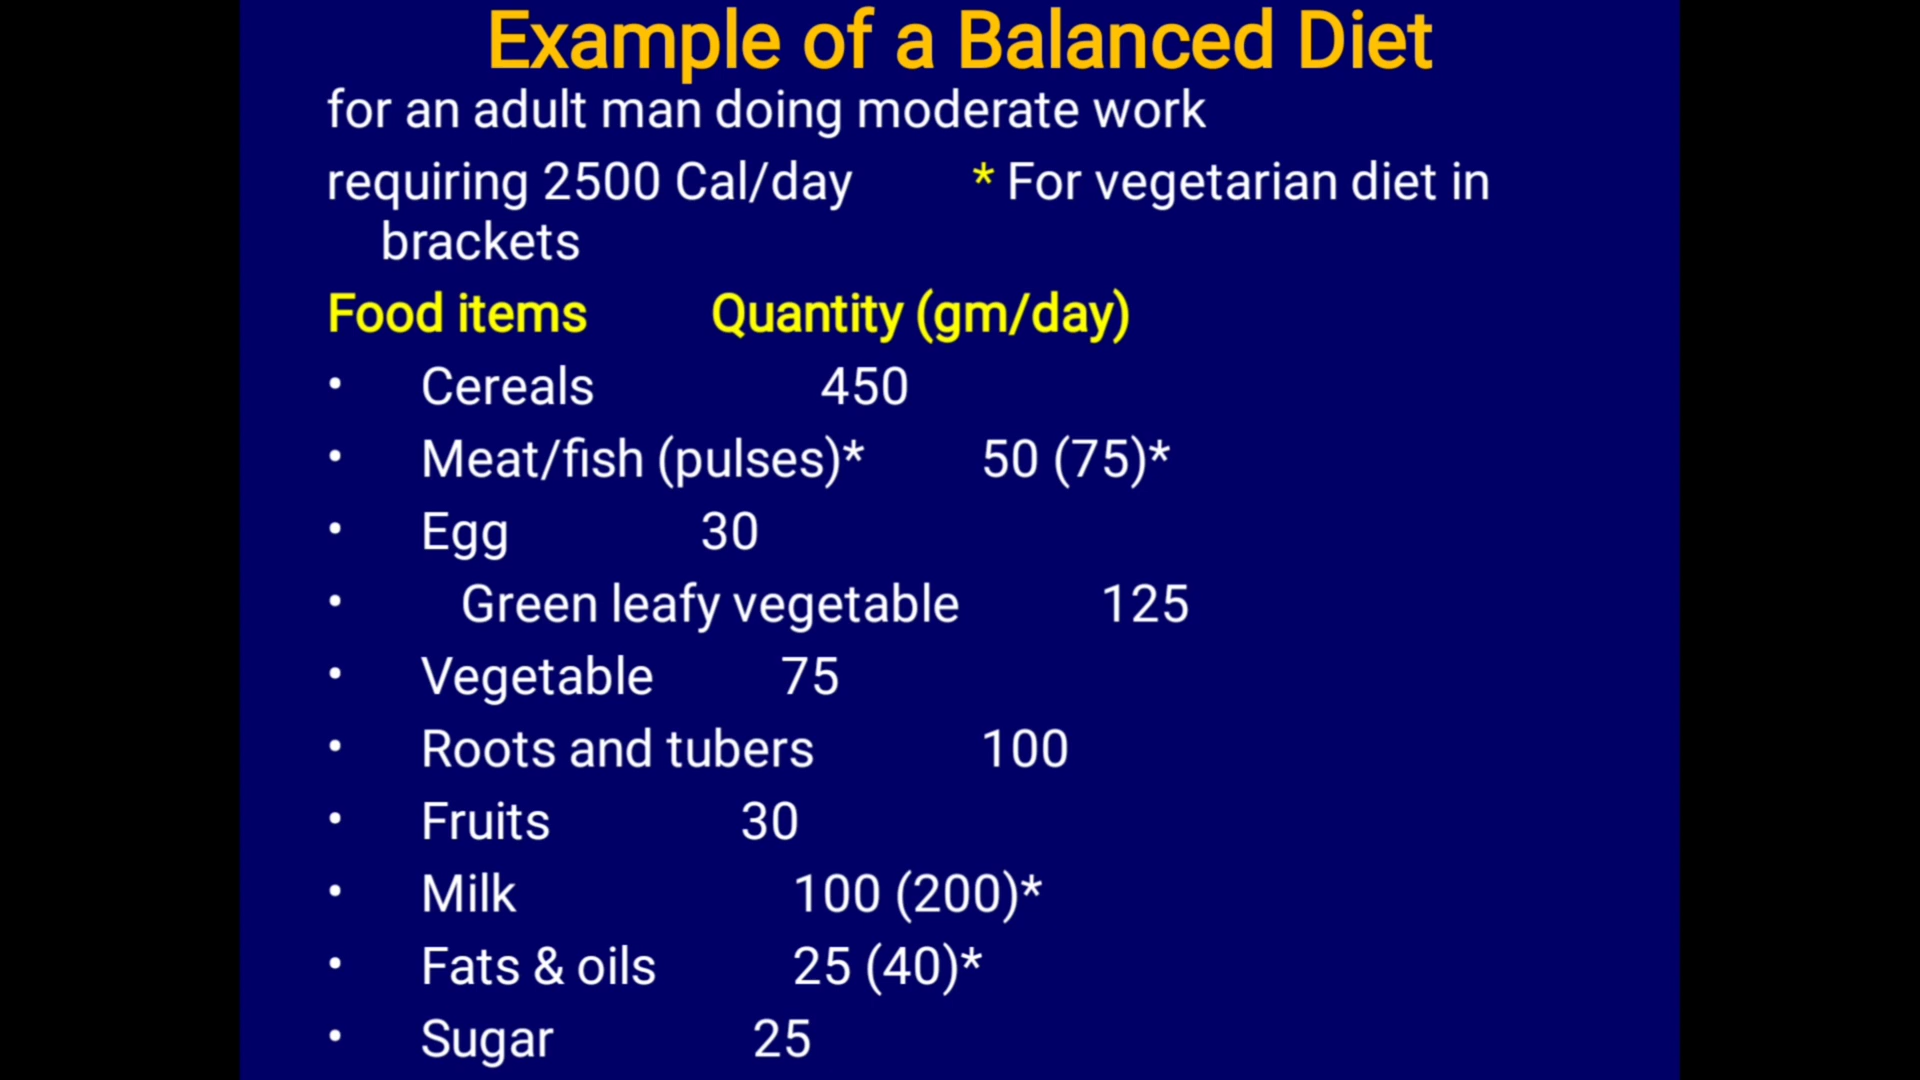 Example of a Balanced Diet
for an adult man doing moderate work
requiring 2500 Cal/day * For vegetarian diet in
brackets
Food items Quantity (gm/day)
• Cereals 450
• Meat/fish (pulses)* 50 (75)*
• Egg 30
• Green leafy vegetable 125
• Vegetable 75
• Roots and tubers 100
• Fruits 30
• Milk 100 (200)*
• Fats & oils 25 (40)*
• Sugar 25